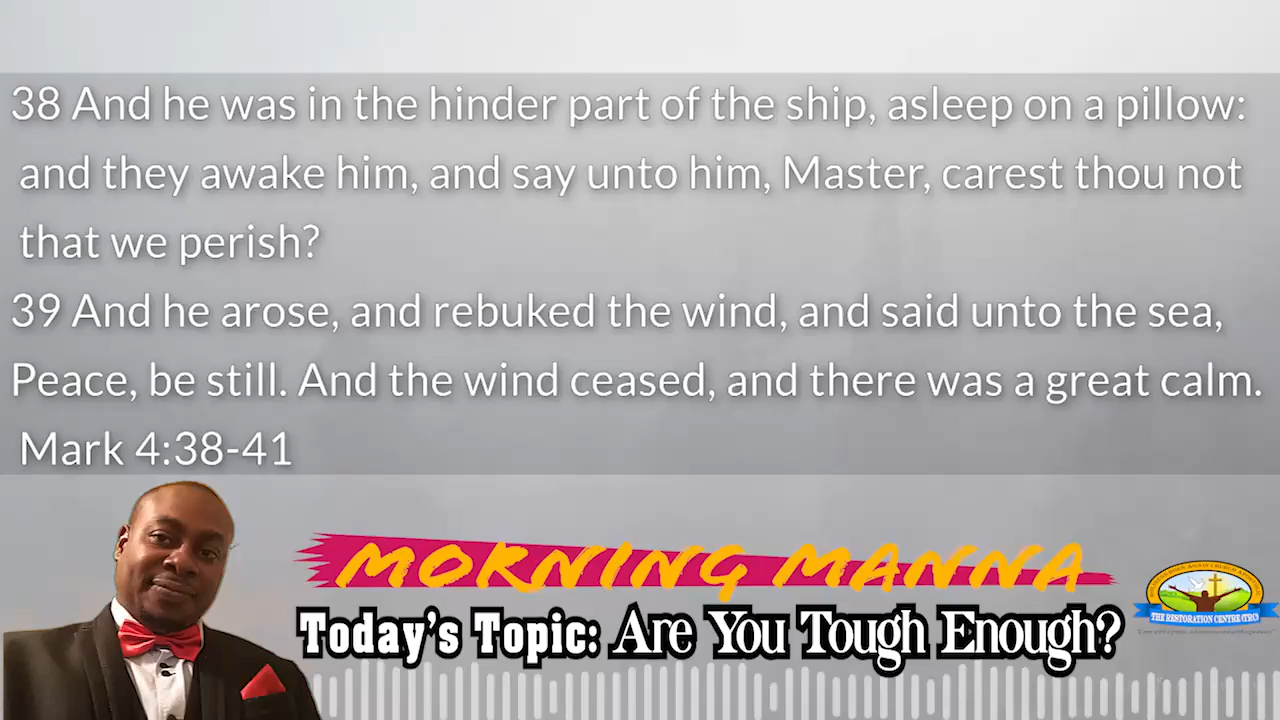 38 And he was in the hinder part of the ship, asleep on a pillow:
and they awake him, and say unto him, Master, carest thou not
that we perish?
39 And he arose, and rebuked the wind, and said unto the sea,
Peace, be still. And the wind ceased, and there was a great calm.
Mark 4:38-41
MORNING MANNA
Today's Topic: Are You Tough Enough?
THE RESTORATION CENTRE (TRC)